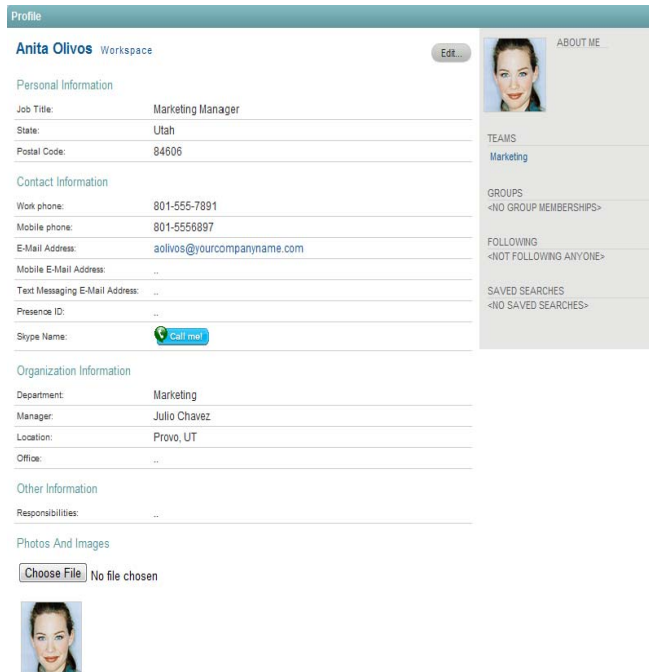 Profile
Anita Olivos Workspace
Edit...
Personal Information
Job Title: Marketing Manager
State: Utah
Postal Code: 84606
Contact Information
Work phone: 801-555-7891
Mobile phone: 801-5556897
E-Mail Address: aolivos@yourcompanyname.com
Mobile E-Mail Address: ..
Text Messaging E-Mail Address: ..
Presence ID: ..
Skype Name: Call me!
Organization Information
Department: Marketing
Manager: Julio Chavez
Location: Provo, UT
Office: ..
Other Information
Responsibilities: ..
Photos And Images
Choose File No file chosen
ABOUT ME
TEAMS
Marketing
GROUPS
<NO GROUP MEMBERSHIPS>
FOLLOWING
<NOT FOLLOWING ANYONE>
SAVED SEARCHES
<NO SAVED SEARCHES>